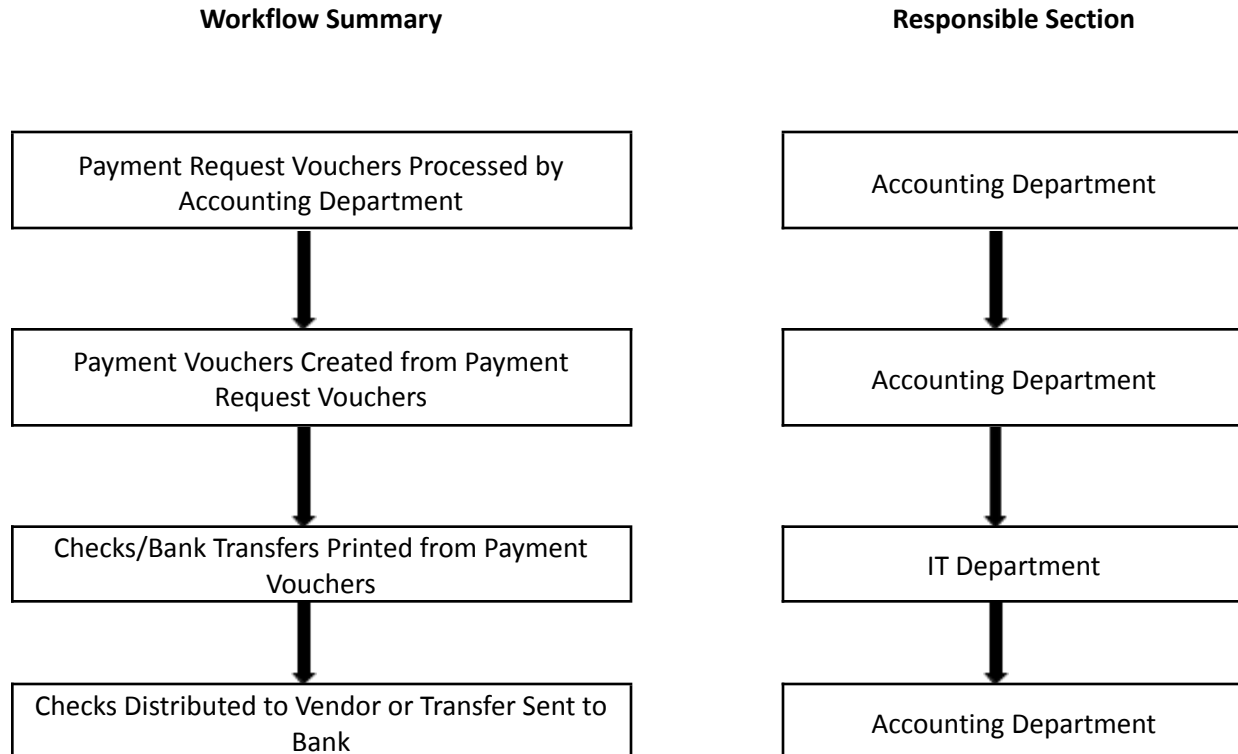 Workflow Summary
Responsible Section
Payment Request Vouchers Processed by
Accounting Department
Accounting Department
Payment Vouchers Created from Payment
Request Vouchers
Accounting Department
Checks/Bank Transfers Printed from Payment
Vouchers
IT Department
Checks Distributed to Vendor or Transfer Sent to
Bank
Accounting Department